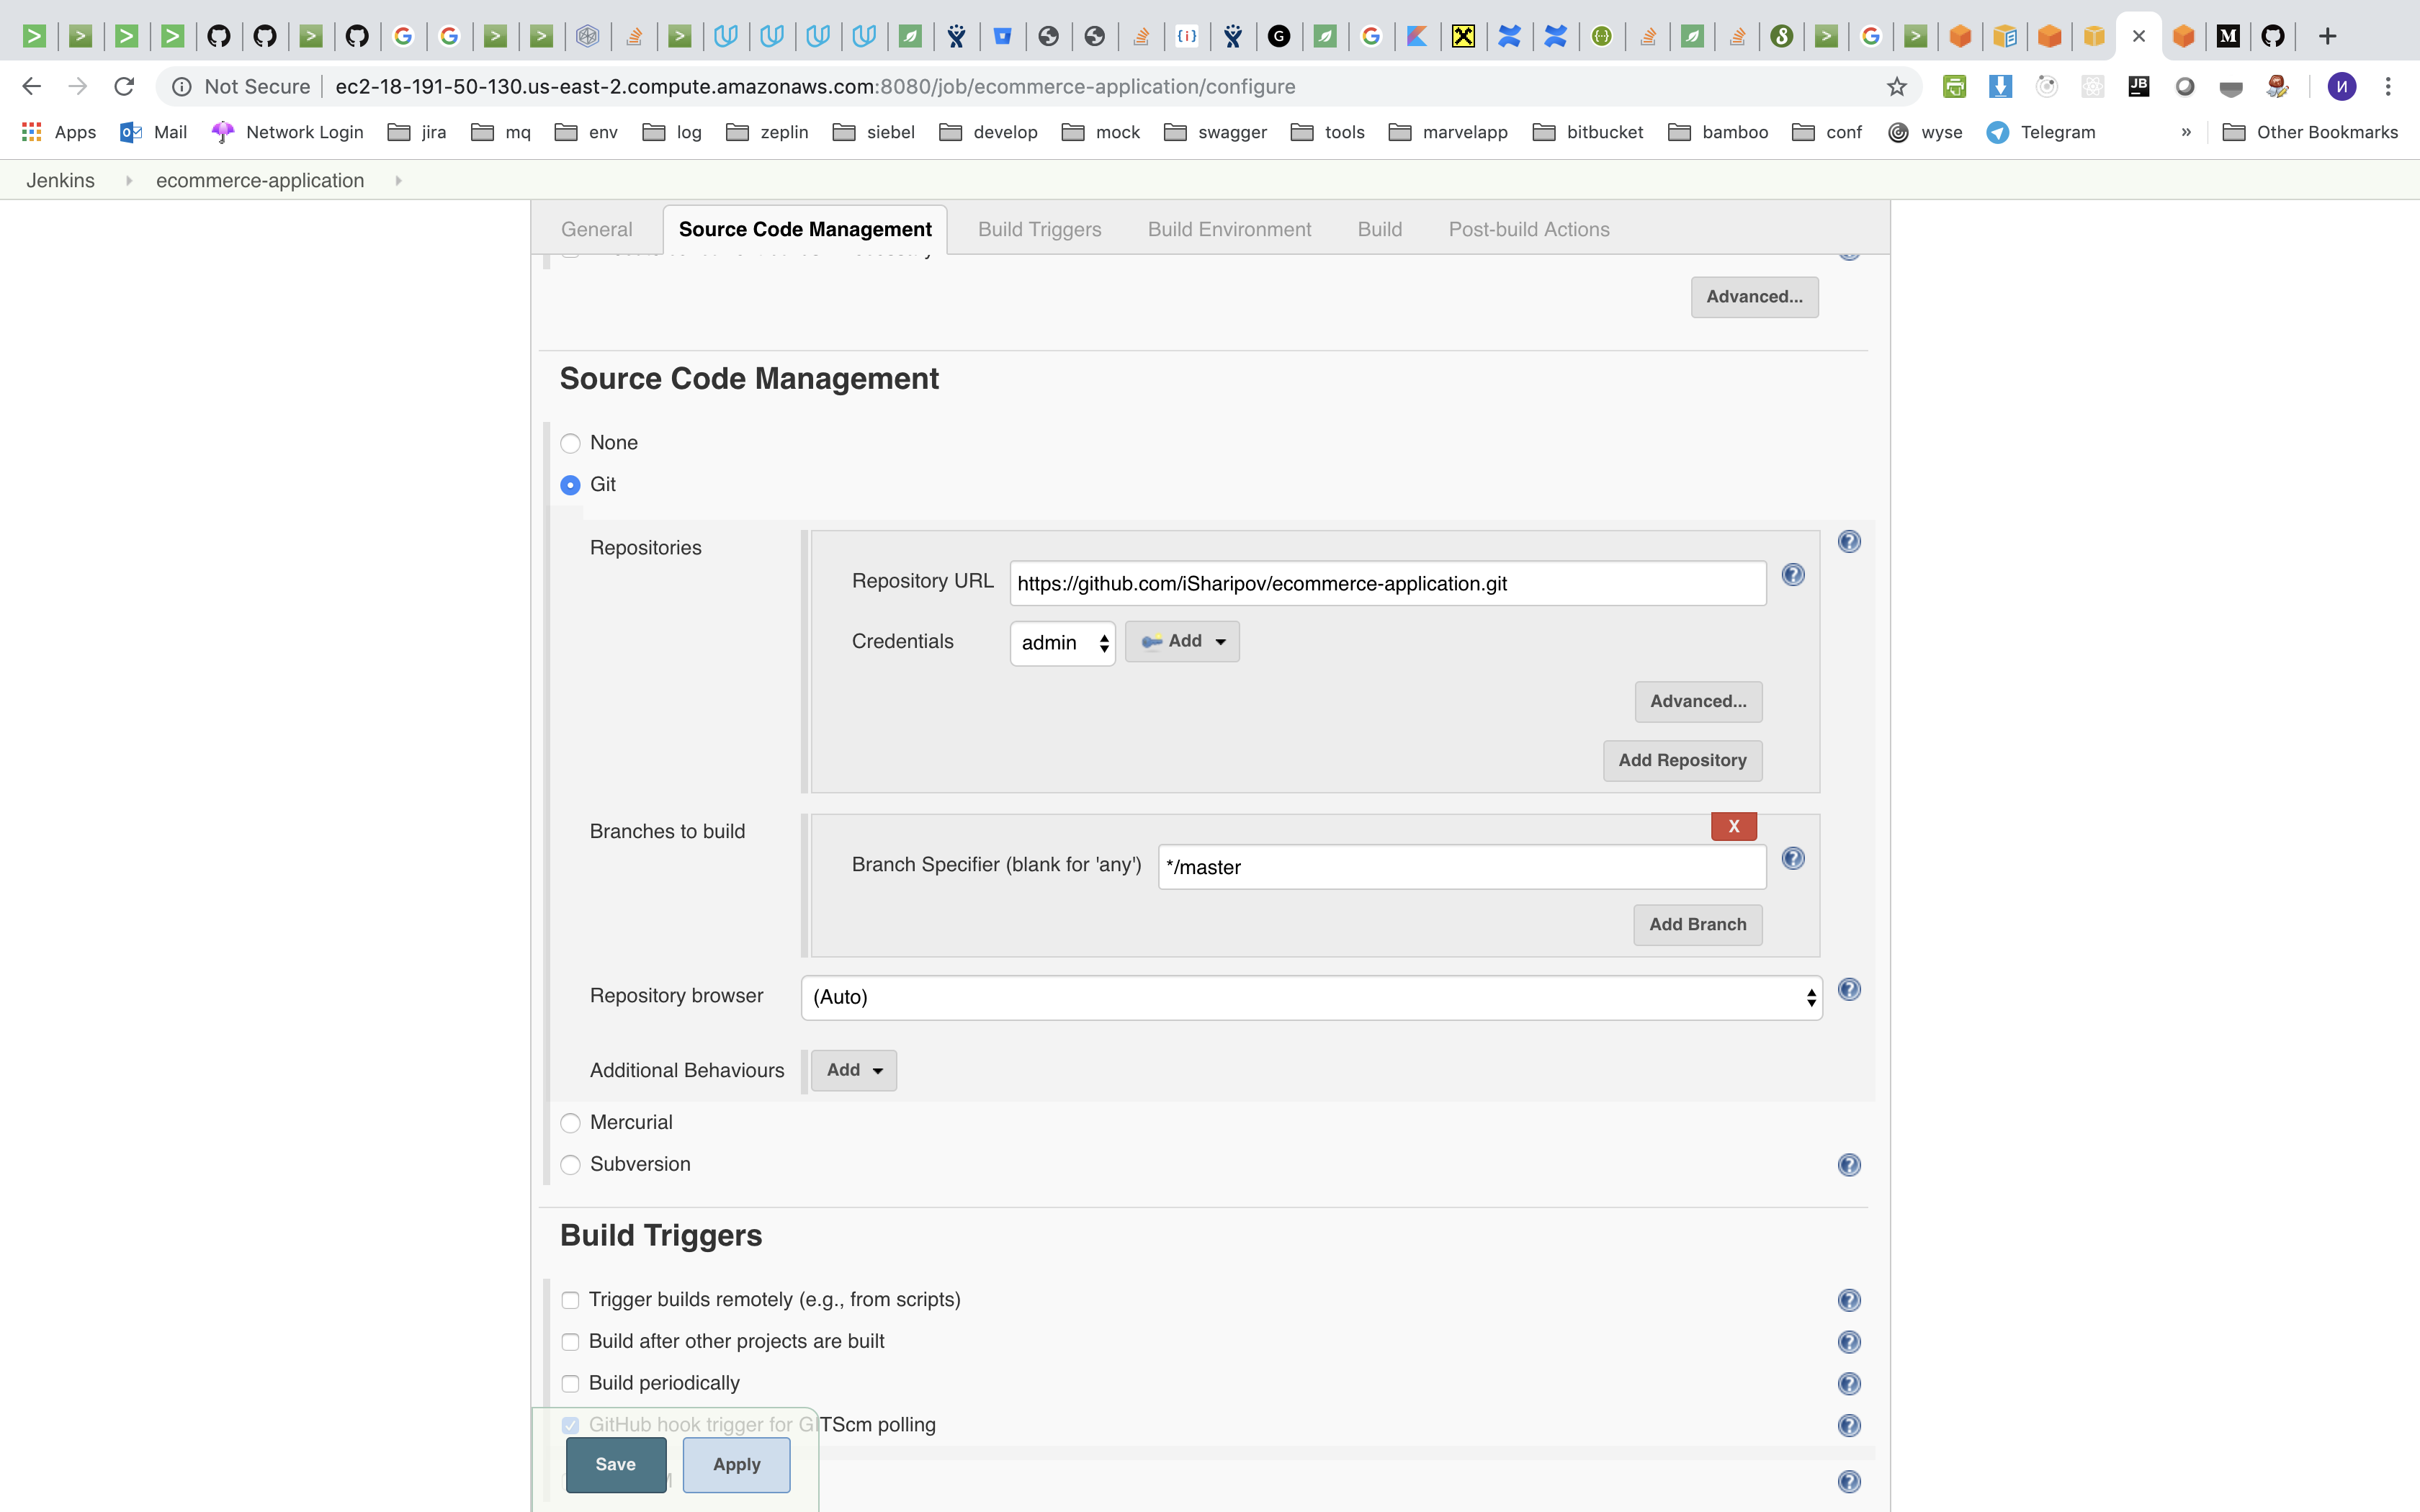 Not Secure | ec2-18-191-50-130.us-east-2.compute.amazonaws.com:8080/job/ecommerce-application/configure
Apps Mail Network Login jira mq env log zeplin siebel develop mock swagger tools marvelapp bitbucket bamboo conf wyse Telegram » Other Bookmarks
Jenkins ecommerce-application
General Source Code Management Build Triggers Build Environment Build Post-build Actions
Advanced...
Source Code Management
None
Git
Repositories
Repository URL https://github.com/iSharipov/ecommerce-application.git
Credentials admin Add
Advanced...
Add Repository
Branches to build
X
Branch Specifier (blank for 'any') */master
Add Branch
Repository browser (Auto)
Additional Behaviours Add
Mercurial
Subversion
Build Triggers
Trigger builds remotely (e.g., from scripts)
Build after other projects are built
Build periodically
GitHub hook trigger for GITScm polling
Save Apply